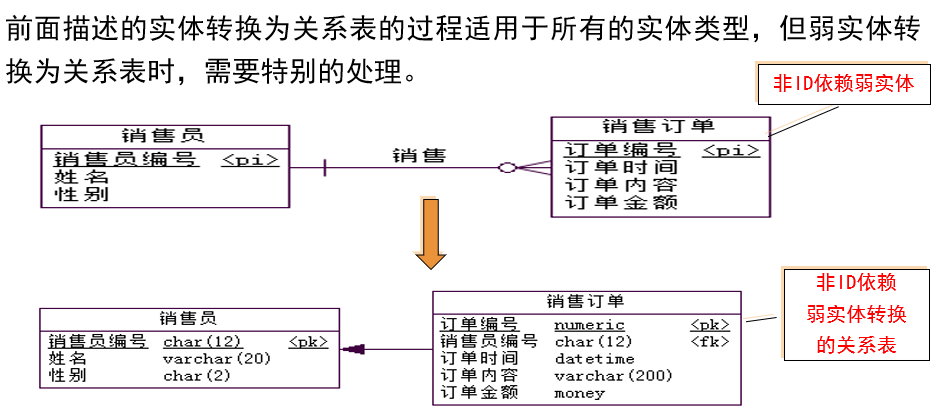 前面描述的实体转换为关系表的过程适用于所有的实体类型，但弱实体转
换为关系表时，需要特别的处理。
非ID依赖弱实体
销售员
销售员编号 <pi>
姓名
性别
销售
销售订单
订单编号 <pi>
订单时间
订单内容
订单金额
销售员
销售员编号 char(12) <pk>
姓名 varchar(20)
性别 char(2)
销售订单
订单编号 numeric <pk>
销售员编号 char(12) <fk>
订单时间 datetime
订单内容 varchar(200)
订单金额 money
非ID依赖
弱实体转换
的关系表